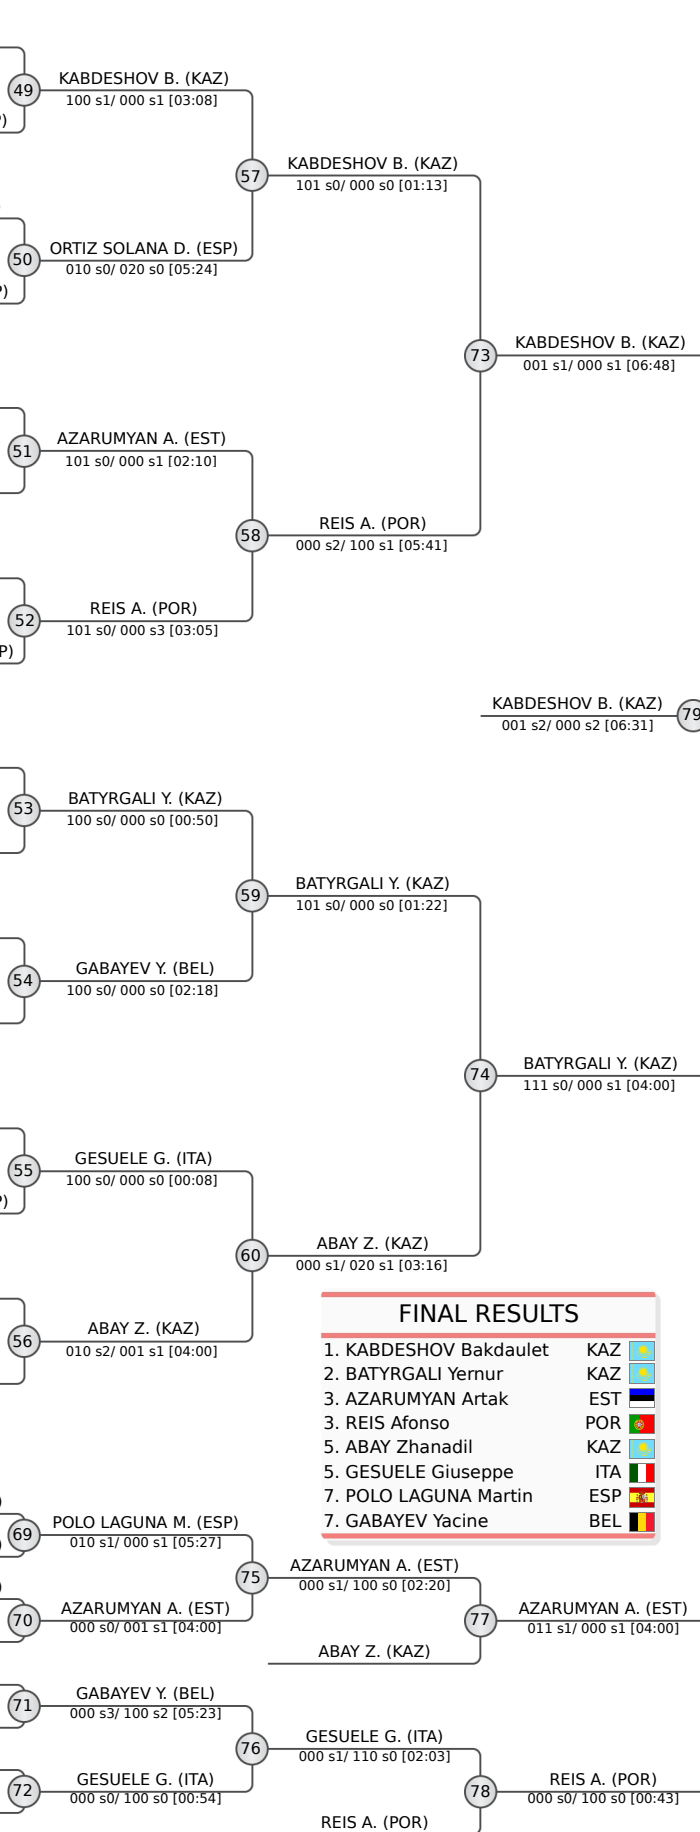 KABDESHOV B. (KAZ)
49
100 s1/ 000 s1 [03:08]
)
KABDESHOV B. (KAZ)
57
101 s0/ 000 s0 [01:13]
ORTIZ SOLANA D. (ESP)
50
010 s0/ 020 s0 [05:24]
)
KABDESHOV B. (KAZ)
73
001 s1/ 000 s1 [06:48]
AZARUMYAN A. (EST)
51
101 s0/ 000 s1 [02:10]
REIS A. (POR)
58
000 s2/ 100 s1 [05:41]
REIS A. (POR)
52
101 s0/ 000 s3 [03:05]
P)
KABDESHOV B. (KAZ)
79
001 s2/ 000 s2 [06:31]
BATYRGALI Y. (KAZ)
53
100 s0/ 000 s0 [00:50]
BATYRGALI Y. (KAZ)
59
101 s0/ 000 s0 [01:22]
GABAYEV Y. (BEL)
54
100 s0/ 000 s0 [02:18]
BATYRGALI Y. (KAZ)
74
111 s0/ 000 s1 [04:00]
GESUELE G. (ITA)
55
100 s0/ 000 s0 [00:08]
)
ABAY Z. (KAZ)
60
000 s1/ 020 s1 [03:16]
ABAY Z. (KAZ)
56
010 s2/ 001 s1 [04:00]
FINAL RESULTS
1. KABDESHOV Bakdaulet KAZ
2. BATYRGALI Yernur KAZ
3. AZARUMYAN Artak EST
3. REIS Afonso POR
5. ABAY Zhanadil KAZ
5. GESUELE Giuseppe ITA
7. POLO LAGUNA Martin ESP
7. GABAYEV Yacine BEL
)
POLO LAGUNA M. (ESP)
69
010 s1/ 000 s1 [05:27]
)
AZARUMYAN A. (EST)
75
000 s1/ 100 s0 [02:20]
)
AZARUMYAN A. (EST)
70
000 s0/ 001 s1 [04:00]
AZARUMYAN A. (EST)
77
011 s1/ 000 s1 [04:00]
ABAY Z. (KAZ)
GABAYEV Y. (BEL)
71
000 s3/ 100 s2 [05:23]
GESUELE G. (ITA)
76
000 s1/ 110 s0 [02:03]
GESUELE G. (ITA)
72
000 s0/ 100 s0 [00:54]
REIS A. (POR)
78
000 s0/ 100 s0 [00:43]
REIS A. (POR)